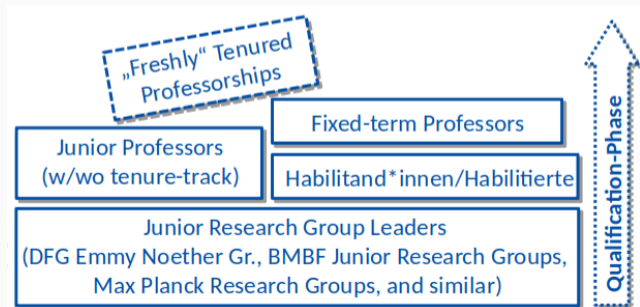 „Freshly“ Tenured
Professorships
Fixed-term Professors
Junior Professors
(w/wo tenure-track)
Habilitand*innen/Habilitierte
Junior Research Group Leaders
(DFG Emmy Noether Gr., BMBF Junior Research Groups,
Max Planck Research Groups, and similar)
Qualification-Phase